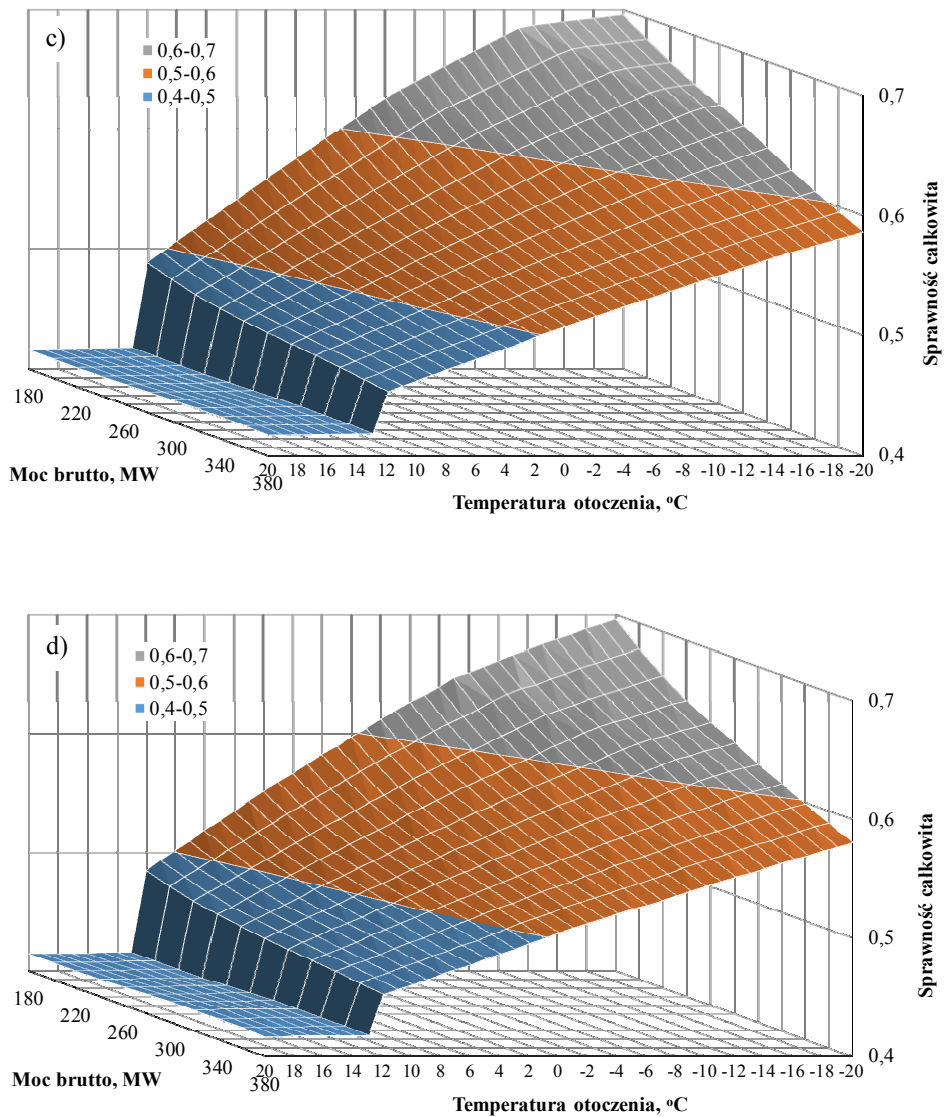 c)
0,6-0,7
0,5-0,6
0,4-0,5
0,7
0,6
0,5
0,4
Sprawność całkowita
180
220
260
300
340
380
Moc brutto, MW
20 18 16 14 12 10 8 6 4 2 0 -2 -4 -6 -8 -10 -12 -14 -16 -18 -20
Temperatura otoczenia, °C
d)
0,6-0,7
0,5-0,6
0,4-0,5
0,7
0,6
0,5
0,4
Sprawność całkowita
180
220
260
300
340
380
Moc brutto, MW
20 18 16 14 12 10 8 6 4 2 0 -2 -4 -6 -8 -10 -12 -14 -16 -18 -20
Temperatura otoczenia, °C